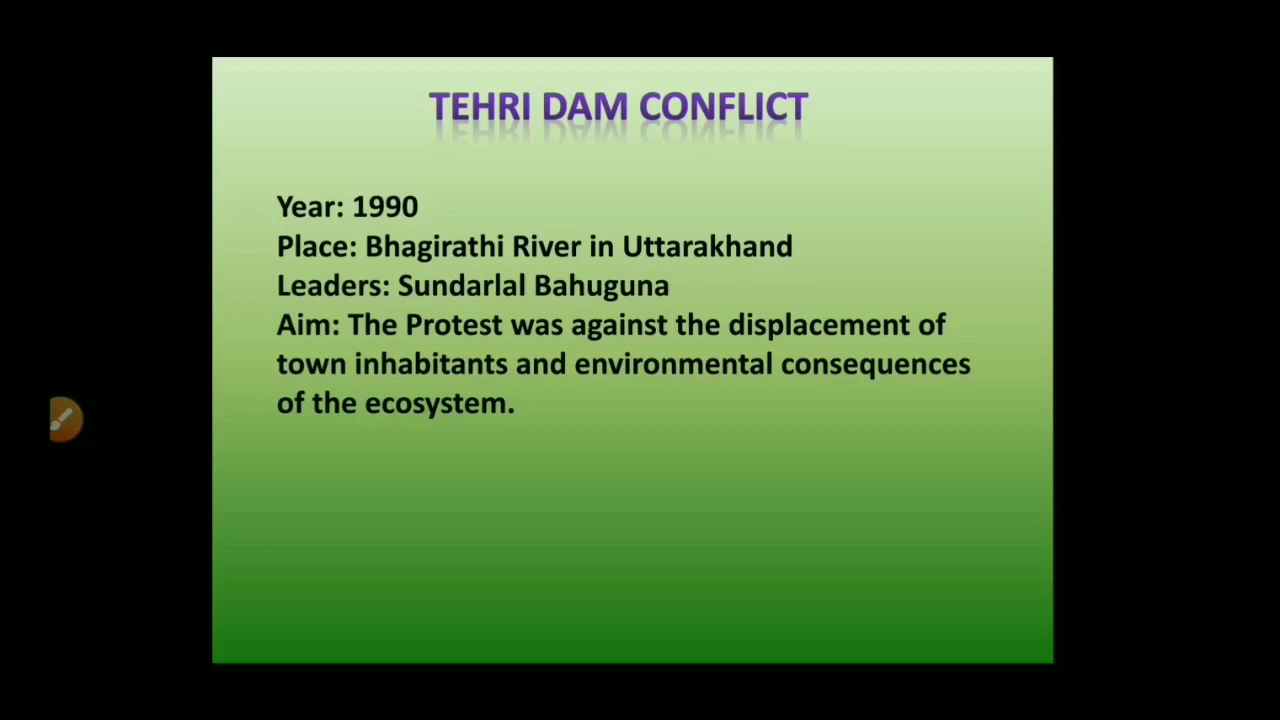 TEHRI DAM CONFLICT
Year: 1990
Place: Bhagirathi River in Uttarakhand
Leaders: Sundarlal Bahuguna
Aim: The Protest was against the displacement of
town inhabitants and environmental consequences
of the ecosystem.